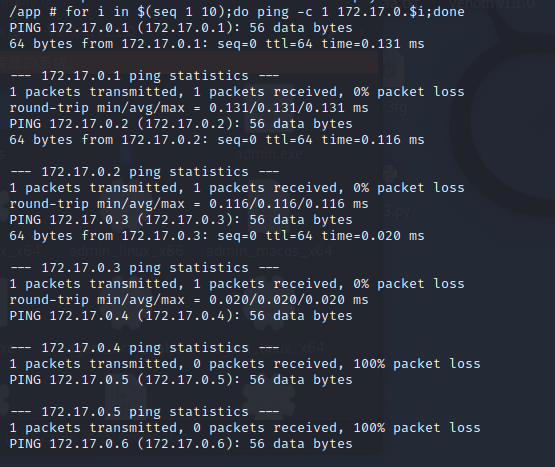 /app # for i in $(seq 1 10);do ping -c 1 172.17.0.$i;done
PING 172.17.0.1 (172.17.0.1): 56 data bytes
64 bytes from 172.17.0.1: seq=0 ttl=64 time=0.131 ms

--- 172.17.0.1 ping statistics ---
1 packets transmitted, 1 packets received, 0% packet loss
round-trip min/avg/max = 0.131/0.131/0.131 ms
PING 172.17.0.2 (172.17.0.2): 56 data bytes
64 bytes from 172.17.0.2: seq=0 ttl=64 time=0.116 ms

--- 172.17.0.2 ping statistics ---
1 packets transmitted, 1 packets received, 0% packet loss
round-trip min/avg/max = 0.116/0.116/0.116 ms
PING 172.17.0.3 (172.17.0.3): 56 data bytes
64 bytes from 172.17.0.3: seq=0 ttl=64 time=0.020 ms

--- 172.17.0.3 ping statistics ---
1 packets transmitted, 1 packets received, 0% packet loss
round-trip min/avg/max = 0.020/0.020/0.020 ms
PING 172.17.0.4 (172.17.0.4): 56 data bytes

--- 172.17.0.4 ping statistics ---
1 packets transmitted, 0 packets received, 100% packet loss
PING 172.17.0.5 (172.17.0.5): 56 data bytes

--- 172.17.0.5 ping statistics ---
1 packets transmitted, 0 packets received, 100% packet loss
PING 172.17.0.6 (172.17.0.6): 56 data bytes